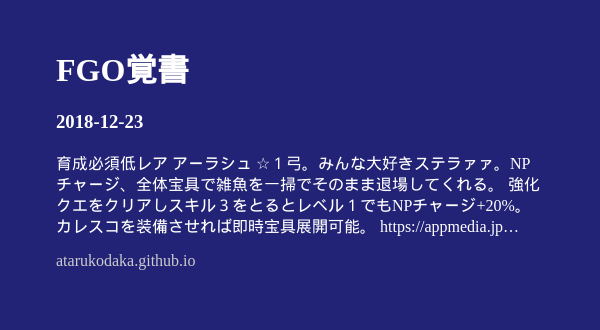 FGO覚書
2018-12-23
育成必須低レア アーラシュ ☆１弓。みんな大好きステラァァ。NP
チャージ、全体宝具で雑魚を一掃でそのまま退場してくれる。 強化
クエをクリアしスキル３をとるとレベル１でもNPチャージ+20%。
カレスコを装備させれば即時宝具展開可能。 https://appmedia.jp…
atarukodaka.github.io